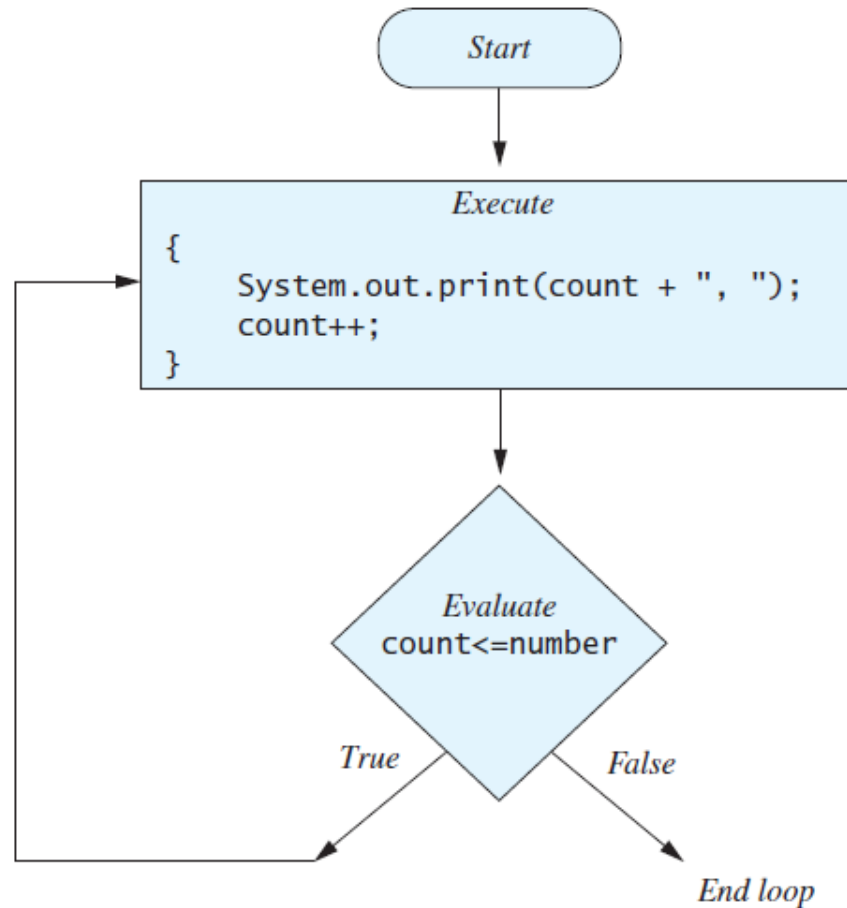 Start
Execute
{
System.out.print(count + ", ");
count++;
}
Evaluate
count<=number
True
False
End loop